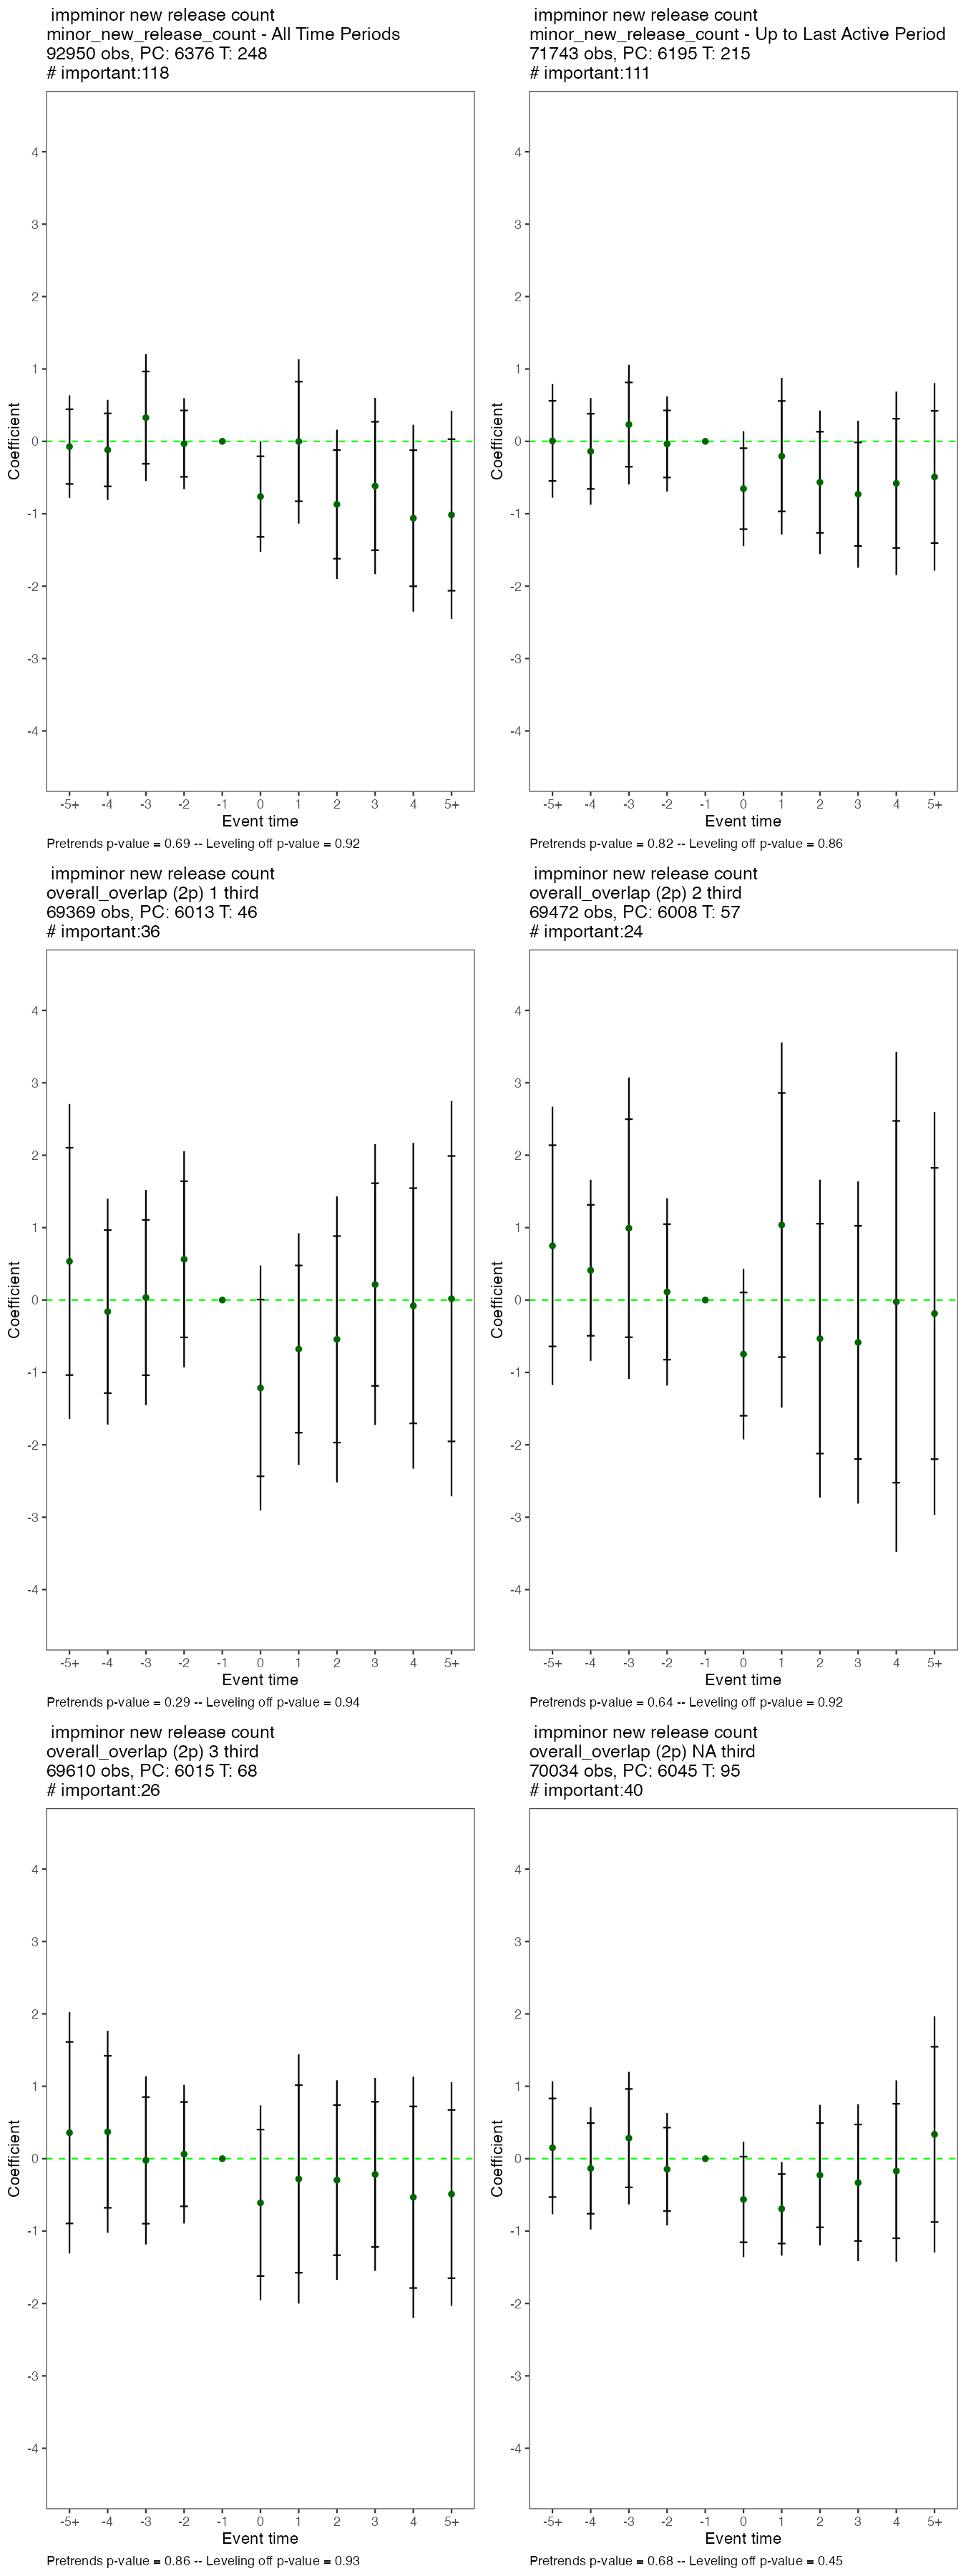 impminor new release count
minor_new_release_count - All Time Periods
92950 obs, PC: 6376 T: 248
# important:118
4
3
2
1
0
-1
-2
-3
-4
Coefficient
-5+ -4 -3 -2 -1 0 1 2 3 4 5+
Event time
Pretrends p-value = 0.69 -- Leveling off p-value = 0.92
impminor new release count
minor_new_release_count - Up to Last Active Period
71743 obs, PC: 6195 T: 215
# important:111
4
3
2
1
0
-1
-2
-3
-4
Coefficient
-5+ -4 -3 -2 -1 0 1 2 3 4 5+
Event time
Pretrends p-value = 0.82 -- Leveling off p-value = 0.86
impminor new release count
overall_overlap (2p) 1 third
69369 obs, PC: 6013 T: 46
# important:36
4
3
2
1
0
-1
-2
-3
-4
Coefficient
-5+ -4 -3 -2 -1 0 1 2 3 4 5+
Event time
Pretrends p-value = 0.29 -- Leveling off p-value = 0.94
impminor new release count
overall_overlap (2p) 2 third
69472 obs, PC: 6008 T: 57
# important:24
4
3
2
1
0
-1
-2
-3
-4
Coefficient
-5+ -4 -3 -2 -1 0 1 2 3 4 5+
Event time
Pretrends p-value = 0.64 -- Leveling off p-value = 0.92
impminor new release count
overall_overlap (2p) 3 third
69610 obs, PC: 6015 T: 68
# important:26
4
3
2
1
0
-1
-2
-3
-4
Coefficient
-5+ -4 -3 -2 -1 0 1 2 3 4 5+
Event time
Pretrends p-value = 0.86 -- Leveling off p-value = 0.93
impminor new release count
overall_overlap (2p) NA third
70034 obs, PC: 6045 T: 95
# important:40
4
3
2
1
0
-1
-2
-3
-4
Coefficient
-5+ -4 -3 -2 -1 0 1 2 3 4 5+
Event time
Pretrends p-value = 0.68 -- Leveling off p-value = 0.45